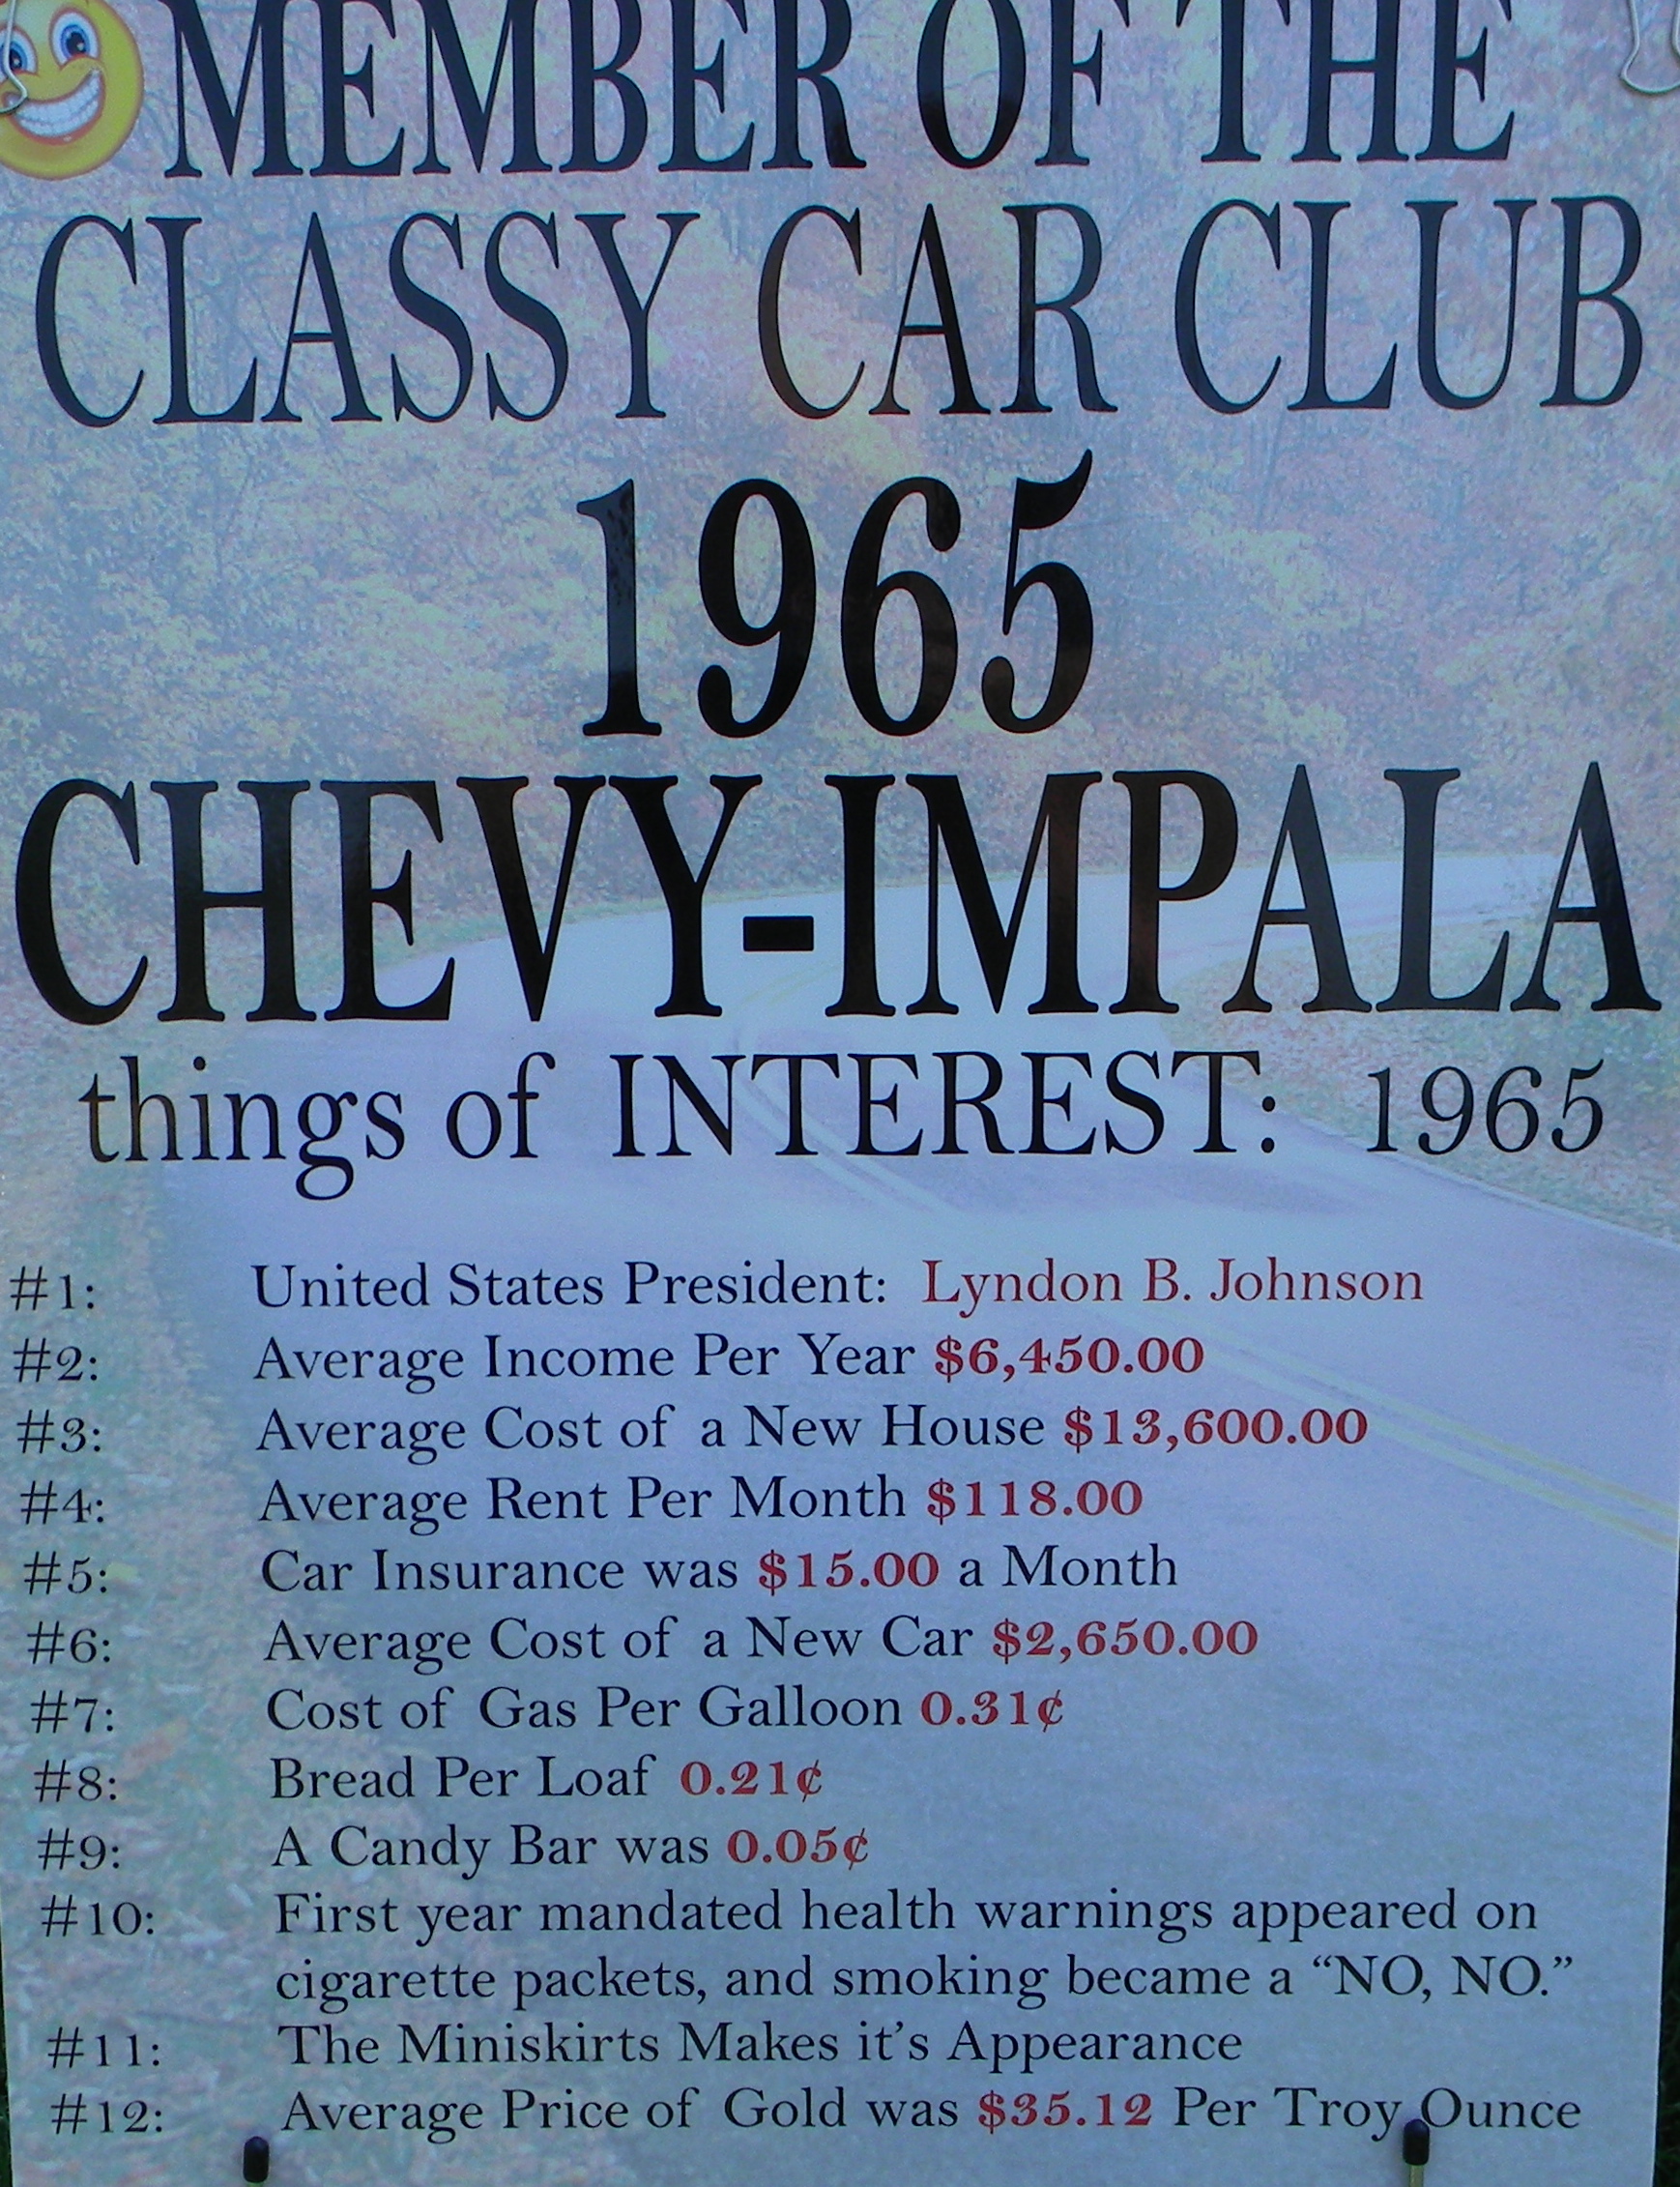 MEMBER OF THE
CLASSY CAR CLUB
1965
CHEVY-IMPALA
things of INTEREST: 1965
#1: United States President: Lyndon B. Johnson
#2: Average Income Per Year $6,450.00
#3: Average Cost of a New House $13,600.00
#4: Average Rent Per Month $118.00
#5: Car Insurance was $15.00 a Month
#6: Average Cost of a New Car $2,650.00
#7: Cost of Gas Per Galloon 0.31¢
#8: Bread Per Loaf 0.21¢
#9: A Candy Bar was 0.05¢
#10: First year mandated health warnings appeared on
cigarette packets, and smoking became a “NO, NO.”
#11: The Miniskirts Makes it’s Appearance
#12: Average Price of Gold was $35.12 Per Troy Ounce